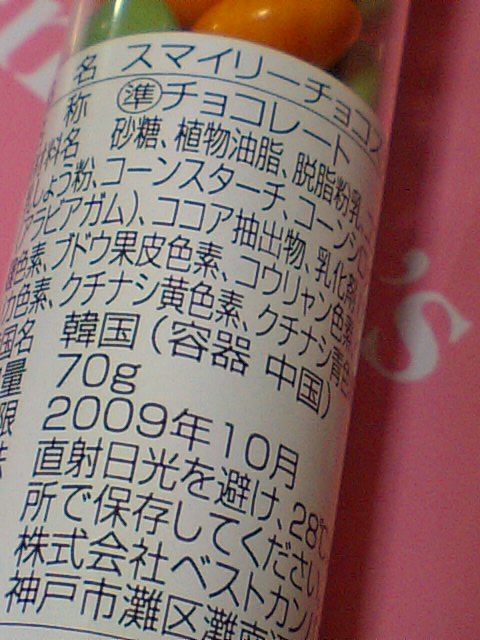 名 スマイリーチョコ
称 ㊟準チョコレート
材料名 砂糖、植物油脂、脱脂粉乳、
しょう粉、コーンスターチ、コーンシロ
(アラビアガム)、ココア抽出物、乳化剤
色素、ブドウ果皮色素、コウリャン色素
カ色素、クチナシ黄色素、クチナシ青色
国名 韓国(容器 中国)
量 70g
限 2009年10月
法 直射日光を避け、28℃
所で保存してください
株式会社ベストカン
神戸市灘区灘南
's